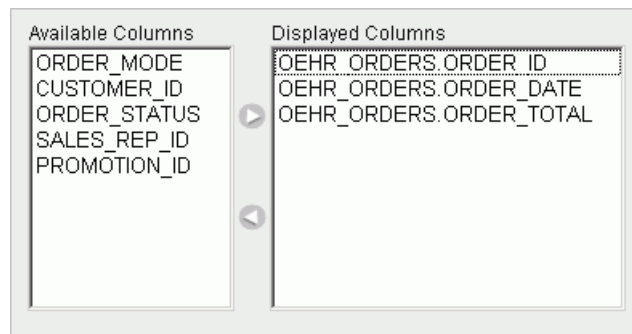 Available Columns
ORDER_MODE
CUSTOMER_ID
ORDER_STATUS
SALES_REP_ID
PROMOTION_ID
Displayed Columns
OEHR_ORDERS.ORDER_ID
OEHR_ORDERS.ORDER_DATE
OEHR_ORDERS.ORDER_TOTAL